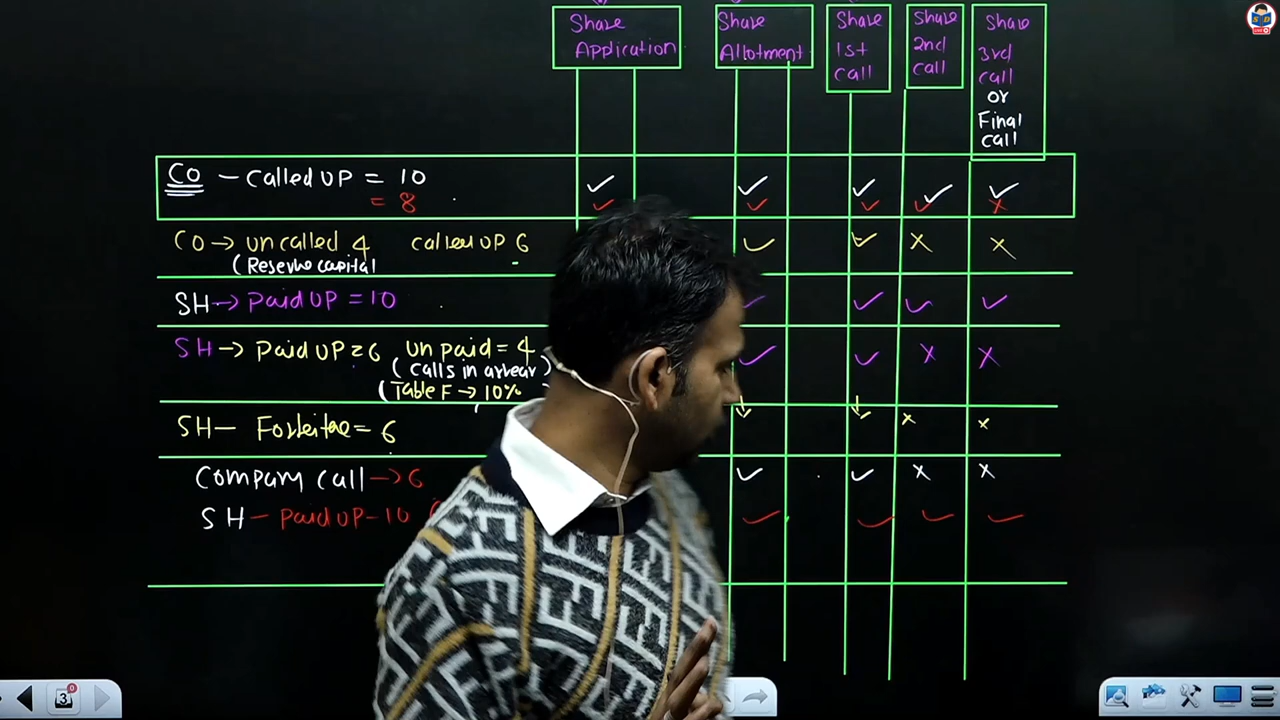 Share Application
Share Allotment
Share 1st call
Share 2nd call
Share 3rd call or Final call
CO - Called UP = 10
= 8
CO → uncalled 4 called UP 6
(Reserve capital
SH → Paid UP = 10
SH → Paid UP = 6 un paid = 4
(calls in arrear)
(Table F → 10%
SH - = 6
Company call → 6
SH - Paid UP - 10
3